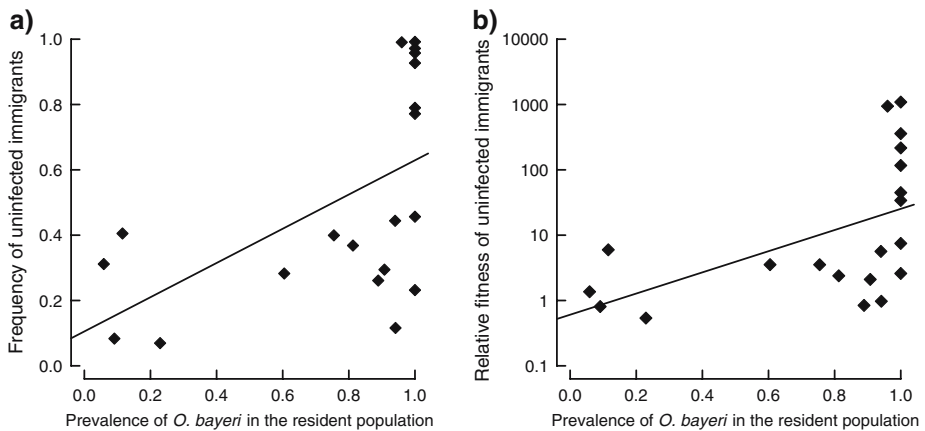 a)
Frequency of uninfected immigrants
1.0
0.8
0.6
0.4
0.2
0.0
0.0 0.2 0.4 0.6 0.8 1.0
Prevalence of O. bayeri in the resident population
b)
Relative fitness of uninfected immigrants
10000
1000
100
10
1
0.1
0.0 0.2 0.4 0.6 0.8 1.0
Prevalence of O. bayeri in the resident population